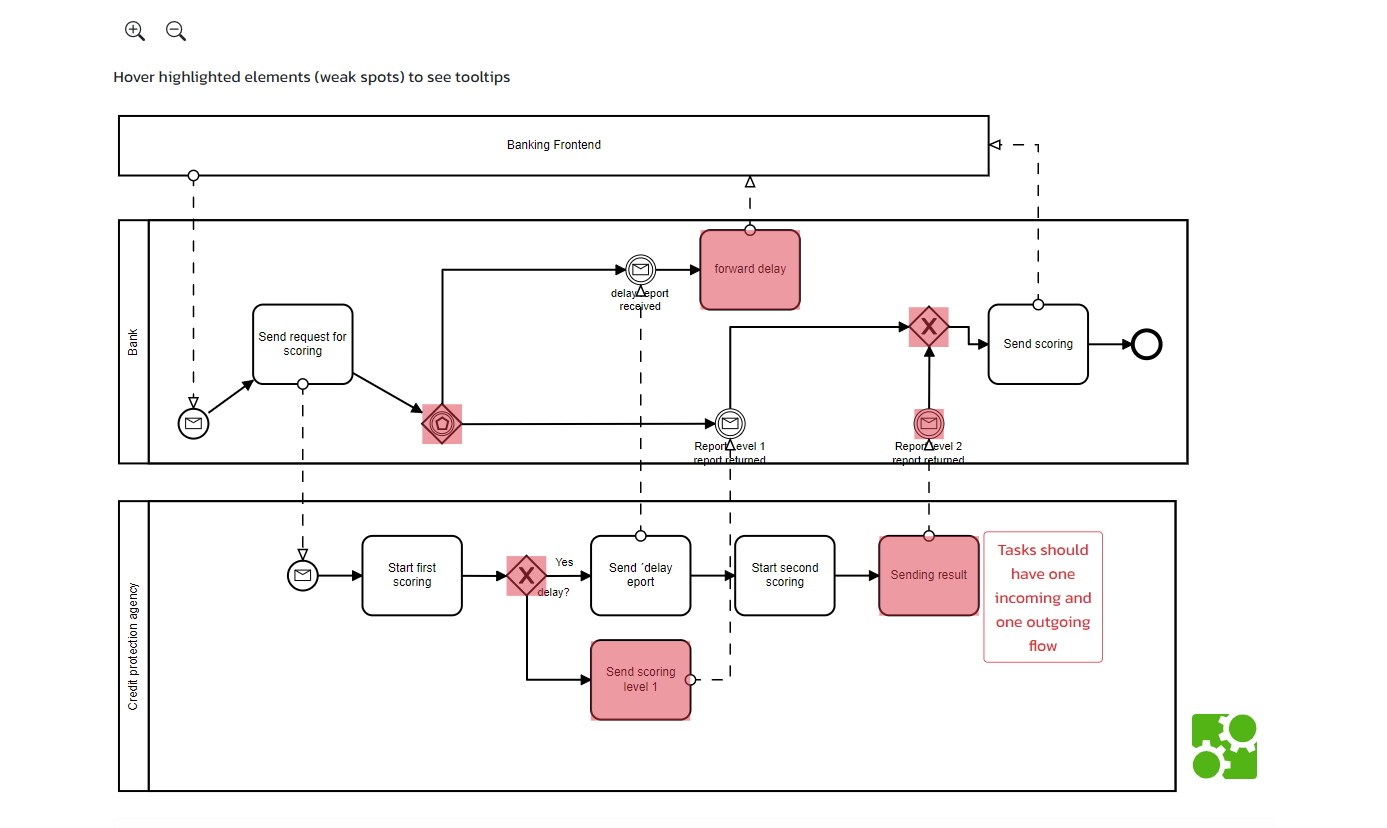 Hover highlighted elements (weak spots) to see tooltips
Banking Frontend
Bank
forward delay
delay eport
received
Send request for
scoring
Send scoring
Report Level 1
report returned
Report Level 2
report returned
Credit protection agency
Start first
scoring
Yes
delay?
Send ´delay
eport
Start second
scoring
Sending result
Tasks should
have one
incoming and
one outgoing
flow
Send scoring
level 1